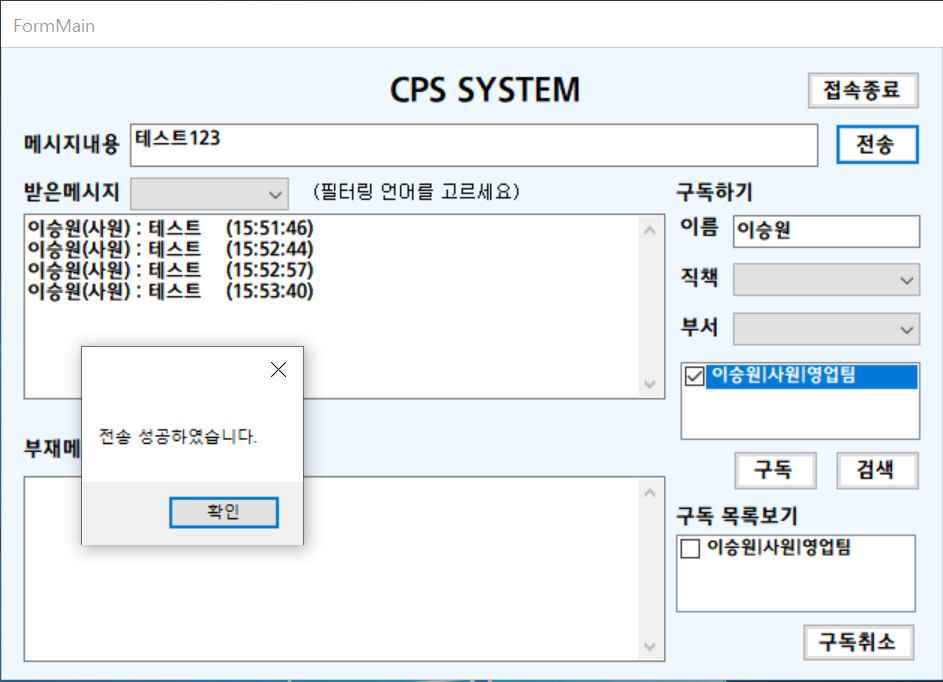 FormMain
CPS SYSTEM
접속종료
메시지내용
테스트123
전송
받은메시지
(필터링 언어를 고르세요)
구독하기
이승원(사원) : 테스트 (15:51:46)
이승원(사원) : 테스트 (15:52:44)
이승원(사원) : 테스트 (15:52:57)
이승원(사원) : 테스트 (15:53:40)
이름
이승원
직책
부서
이승원|사원|영업팀
구독
검색
전송 성공하였습니다.
확인
부재메
구독 목록보기
이승원|사원|영업팀
구독취소